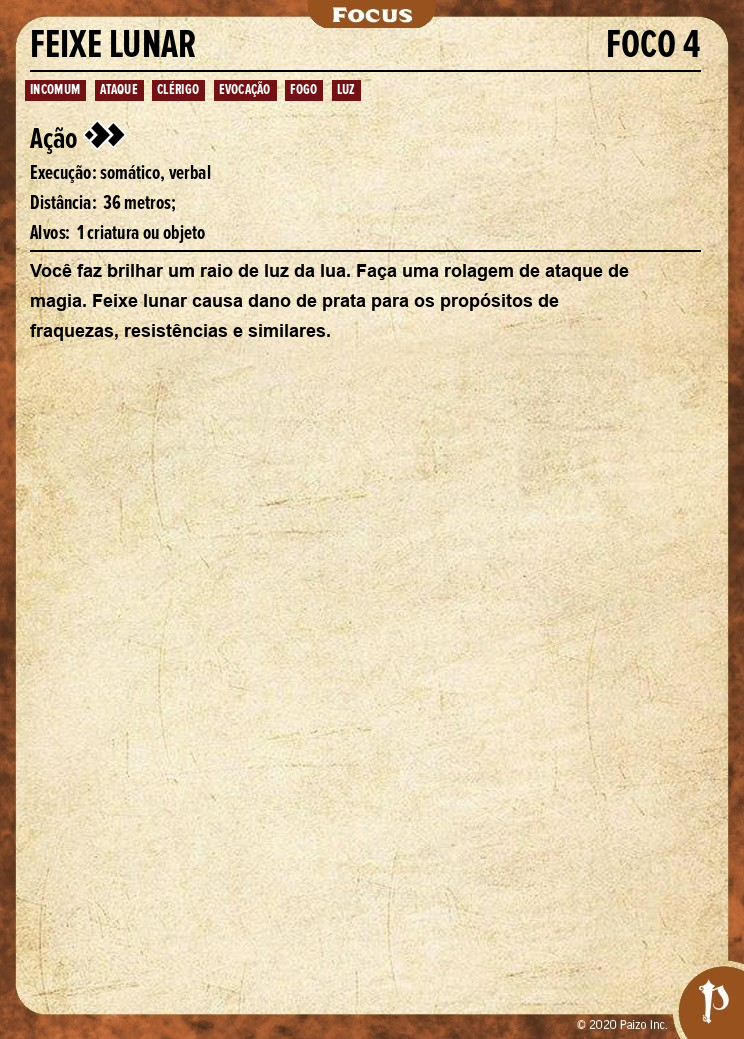 Focus
FEIXE LUNAR FOCO 4
INCOMUM ATAQUE CLÉRIGO EVOCAÇÃO FOGO LUZ
Ação
Execução: somático, verbal
Distância: 36 metros;
Alvos: 1 criatura ou objeto
Você faz brilhar um raio de luz da lua. Faça uma rolagem de ataque de
magia. Feixe lunar causa dano de prata para os propósitos de
fraquezas, resistências e similares.
© 2020 Paizo Inc.